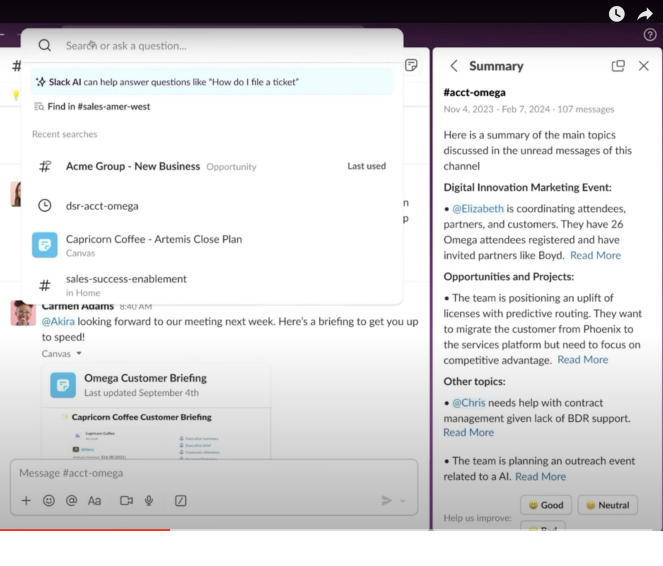 Search or ask a question...
Slack AI can help answer questions like "How do I file a ticket"
Find in #sales-amer-west
Recent searches
Acme Group - New Business Opportunity Last used
dsr-acct-omega
Capricorn Coffee - Artemis Close Plan
Canvas
sales-success-enablement
in Home
#
n
p
Carmen Adams 8:40 AM
@Akira looking forward to our meeting next week. Here's a briefing to get you up
to speed!
Canvas
Omega Customer Briefing
Last updated September 4th
Capricorn Coffee Customer Briefing
Capricorn Coffee
Message #acct-omega
Aa
Summary
#acct-omega
Nov 4, 2023 - Feb 7, 2024 · 107 messages
Here is a summary of the main topics
discussed in the unread messages of this
channel
Digital Innovation Marketing Event:
• @Elizabeth is coordinating attendees,
partners, and customers. They have 26
Omega attendees registered and have
invited partners like Boyd. Read More
Opportunities and Projects:
• The team is positioning an uplift of
licenses with predictive routing. They want
to migrate the customer from Phoenix to
the services platform but need to focus on
competitive advantage. Read More
Other topics:
• @Chris needs help with contract
management given lack of BDR support.
Read More
• The team is planning an outreach event
related to a AI. Read More
Help us improve:
Good
Neutral
Bad